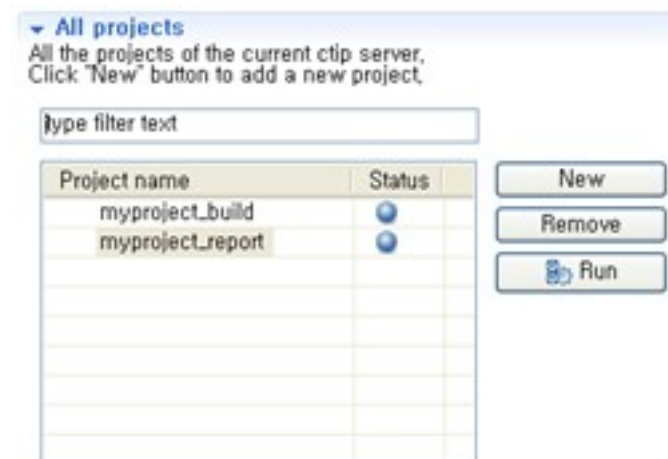 All projects
All the projects of the current ctip server,
Click "New" button to add a new project,
type filter text
Project name Status
myproject_build
myproject_report
New
Remove
Run